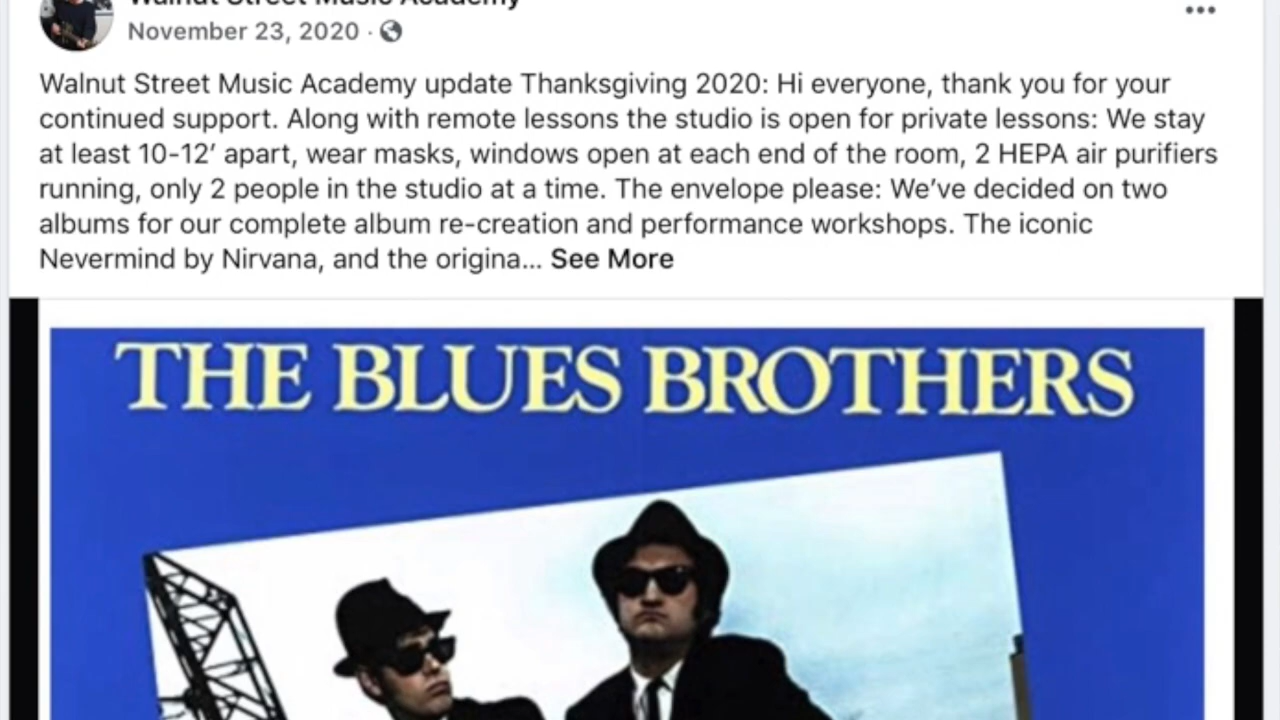 Walnut Street Music Academy
November 23, 2020 ·
Walnut Street Music Academy update Thanksgiving 2020: Hi everyone, thank you for your
continued support. Along with remote lessons the studio is open for private lessons: We stay
at least 10-12’ apart, wear masks, windows open at each end of the room, 2 HEPA air purifiers
running, only 2 people in the studio at a time. The envelope please: We’ve decided on two
albums for our complete album re-creation and performance workshops. The iconic
Nevermind by Nirvana, and the origina... See More
THE BLUES BROTHERS